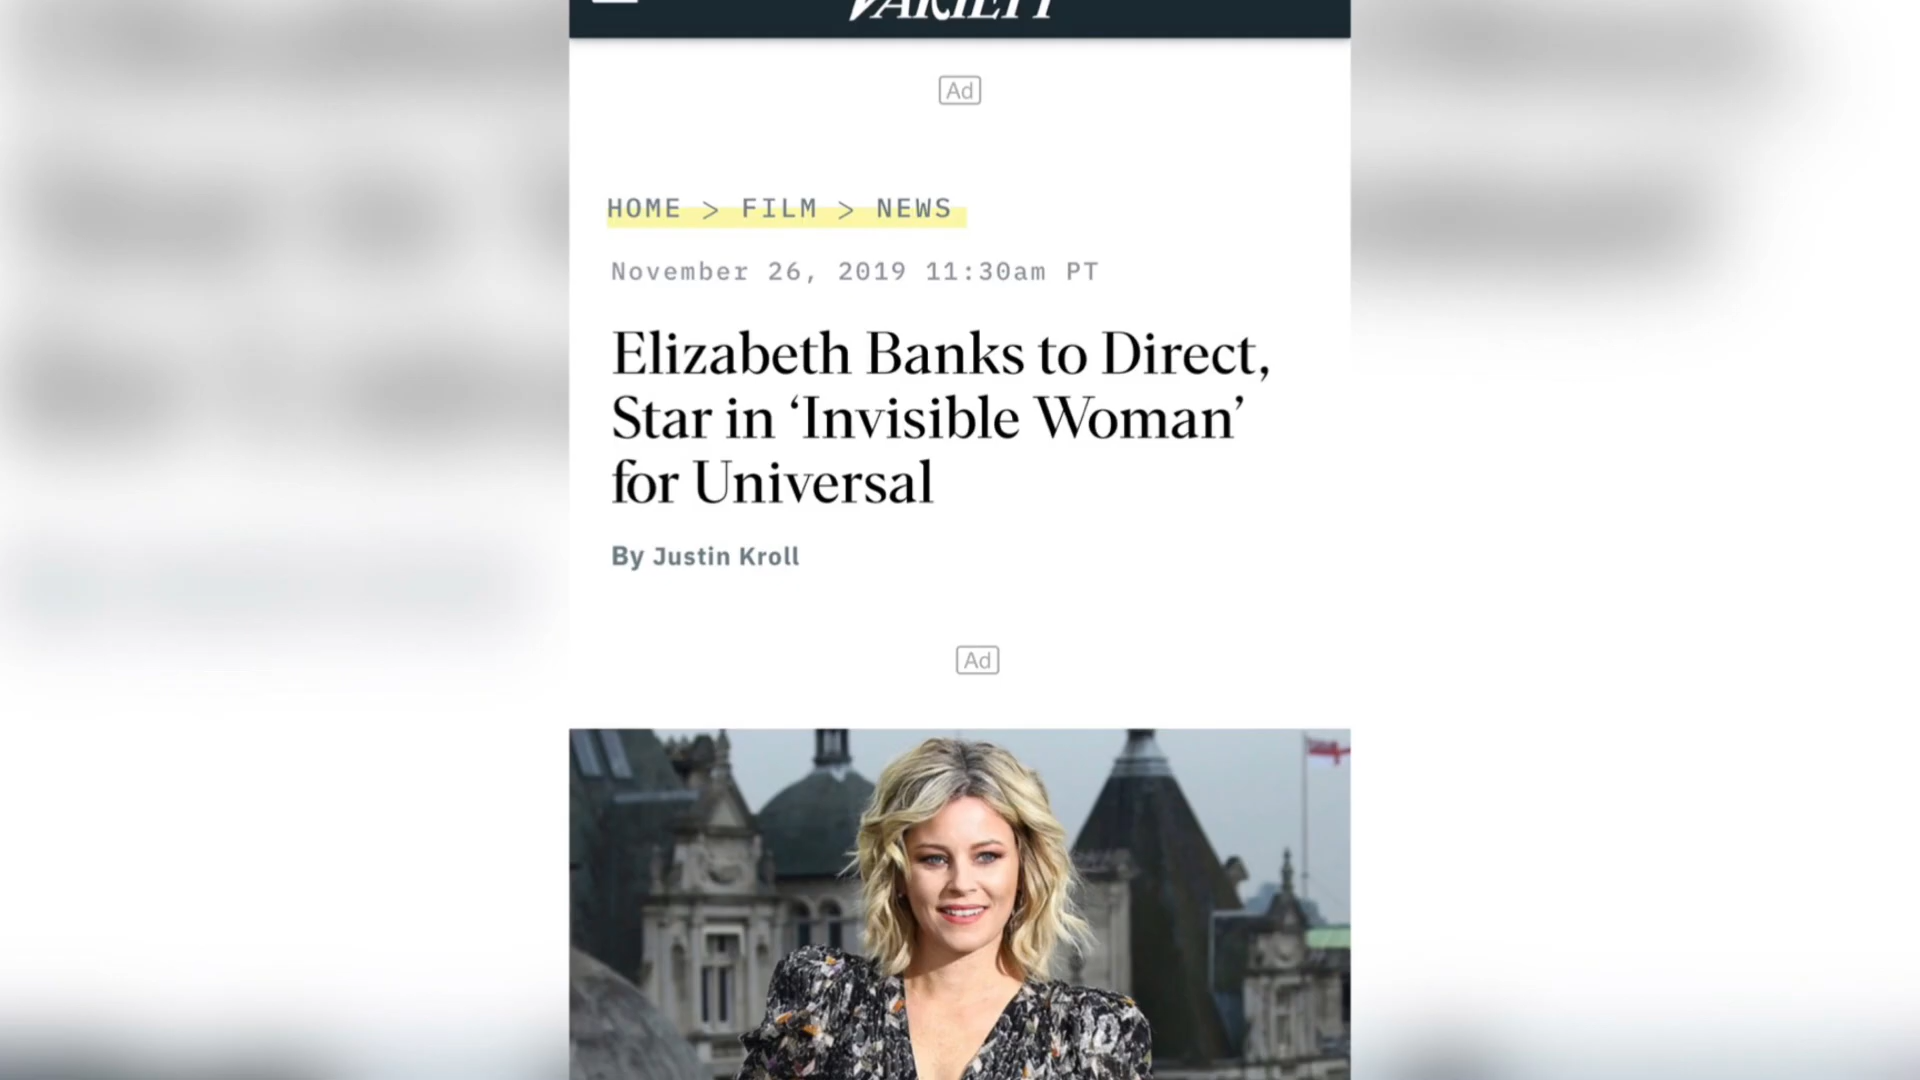 VARIETY
Ad
HOME > FILM > NEWS
November 26, 2019 11:30am PT
Elizabeth Banks to Direct,
Star in ‘Invisible Woman’
for Universal
By Justin Kroll
Ad